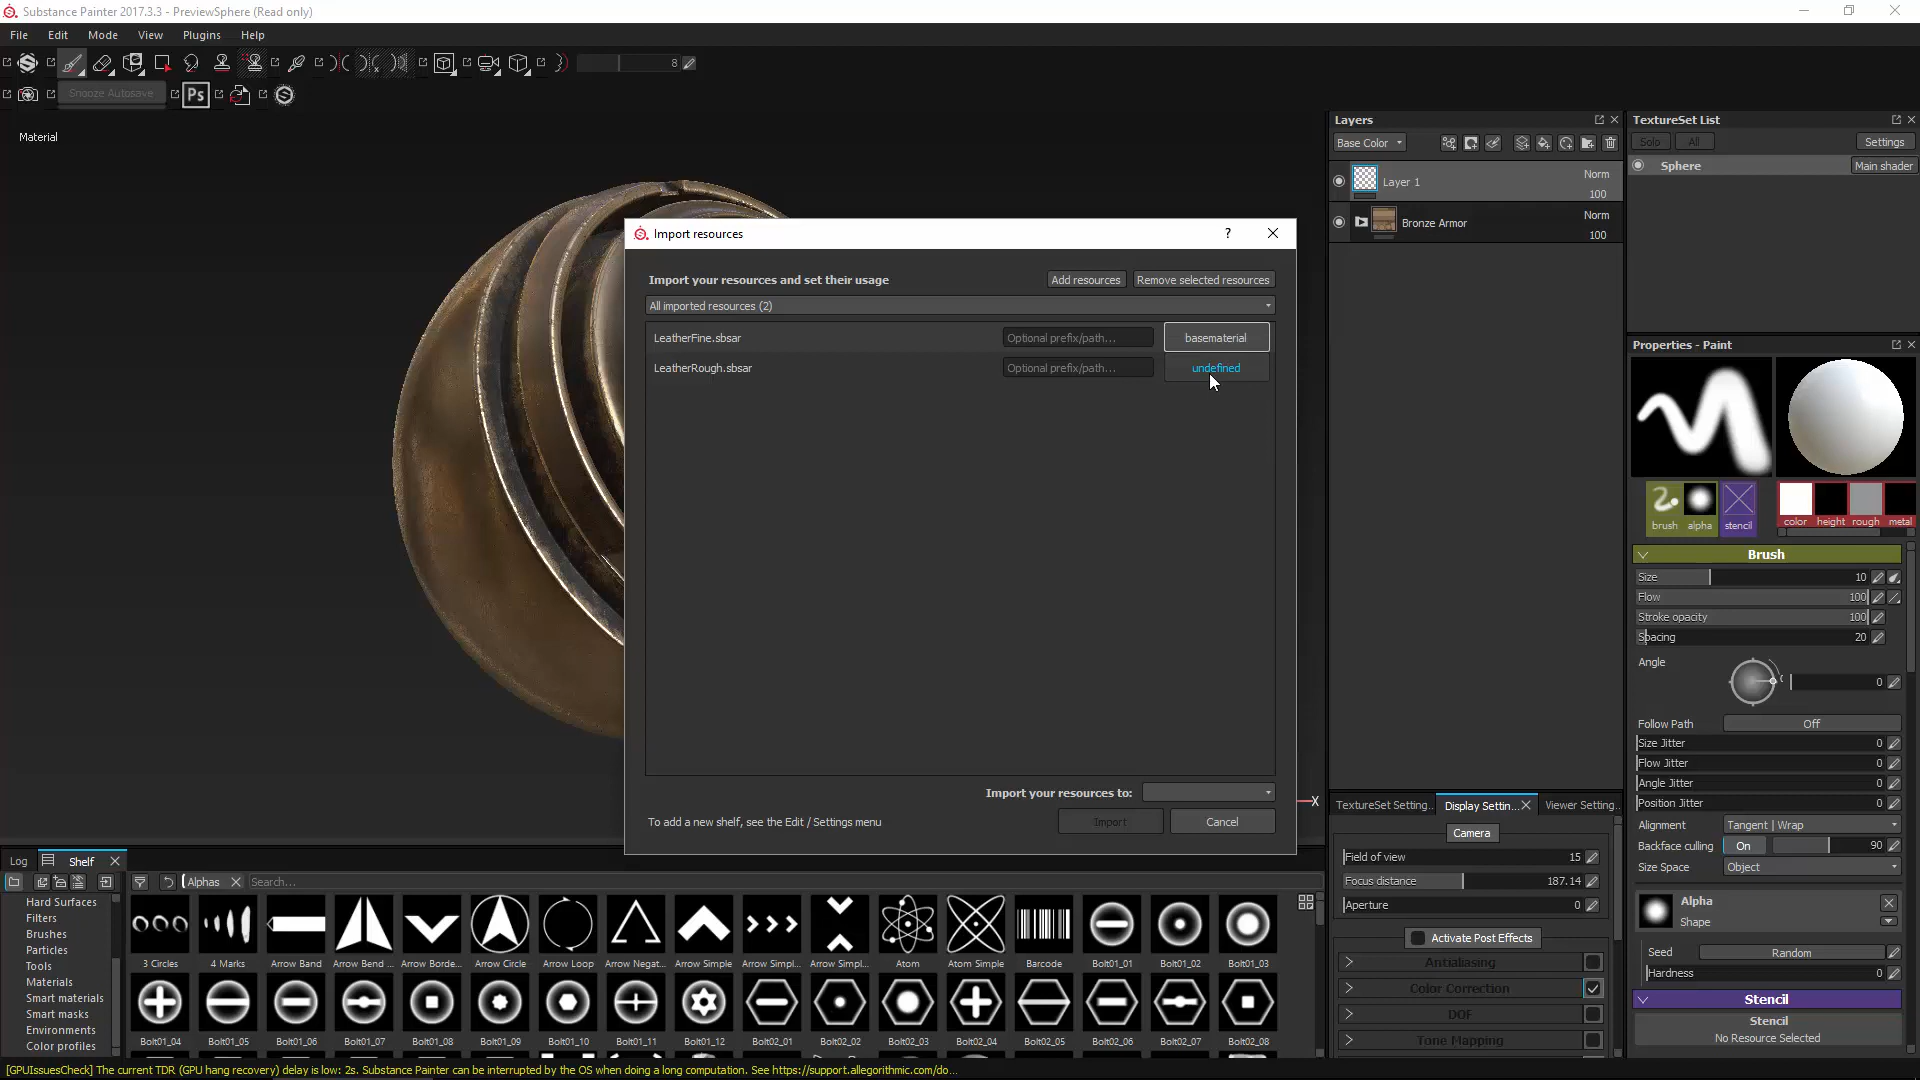 Substance Painter 2017.3.3 - PreviewSphere (Read only)
File Edit Mode View Plugins Help
8
Snooze Autosave Ps
Material
Import resources ?
Import your resources and set their usage Add resources Remove selected resources
All imported resources (2)
LeatherFine.sbsar Optional prefix/path... basematerial
LeatherRough.sbsar Optional prefix/path... undefined
Import your resources to:
To add a new shelf, see the Edit / Settings menu Import Cancel
X
Layers
Base Color
Layer 1 Norm
100
Bronze Armor Norm
100
TextureSet List
Solo All Settings
Sphere Main shader
Properties - Paint
brush alpha stencil color height rough metal
Brush
Size 10
Flow 100
Stroke opacity 100
Spacing 20
Angle 0
Follow Path Off
Size Jitter 0
Flow Jitter 0
Angle Jitter 0
Position Jitter 0
Alignment Tangent | Wrap
Backface culling On 90
Size Space Object
Alpha
Shape
Seed Random
Hardness 0
Stencil
Stencil
No Resource Selected
TextureSet Setting... Display Settin... Viewer Setting...
Camera
Field of view 15
Focus distance 187.14
Aperture 0
Activate Post Effects
Antialiasing
Color Correction
DOF
Tone Mapping
Log Shelf
Alphas Search...
Hard Surfaces
Filters
Brushes
Particles
Tools
Materials
Smart materials
Smart masks
Environments
Color profiles
3 Circles 4 Marks Arrow Band Arrow Bend ... Arrow Borde... Arrow Circle Arrow Loop Arrow Negat... Arrow Simple Arrow Simpl... Arrow Simpl... Atom Atom Simple Barcode Bolt01_01 Bolt01_02 Bolt01_03
Bolt01_04 Bolt01_05 Bolt01_06 Bolt01_07 Bolt01_08 Bolt01_09 Bolt01_10 Bolt01_11 Bolt01_12 Bolt02_01 Bolt02_02 Bolt02_03 Bolt02_04 Bolt02_05 Bolt02_06 Bolt02_07 Bolt02_08
[GPUIssuesCheck] The current TDR (GPU hang recovery) delay is low: 2s. Substance Painter can be interrupted by the OS when doing a long computation. See https://support.allegorithmic.com/do...